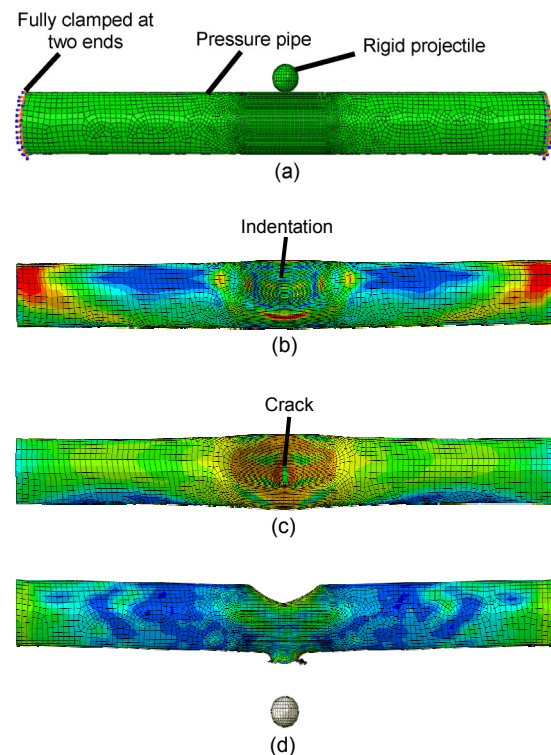 Fully clamped at
two ends
Pressure pipe
Rigid projectile
(a)
Indentation
(b)
Crack
(c)
(d)